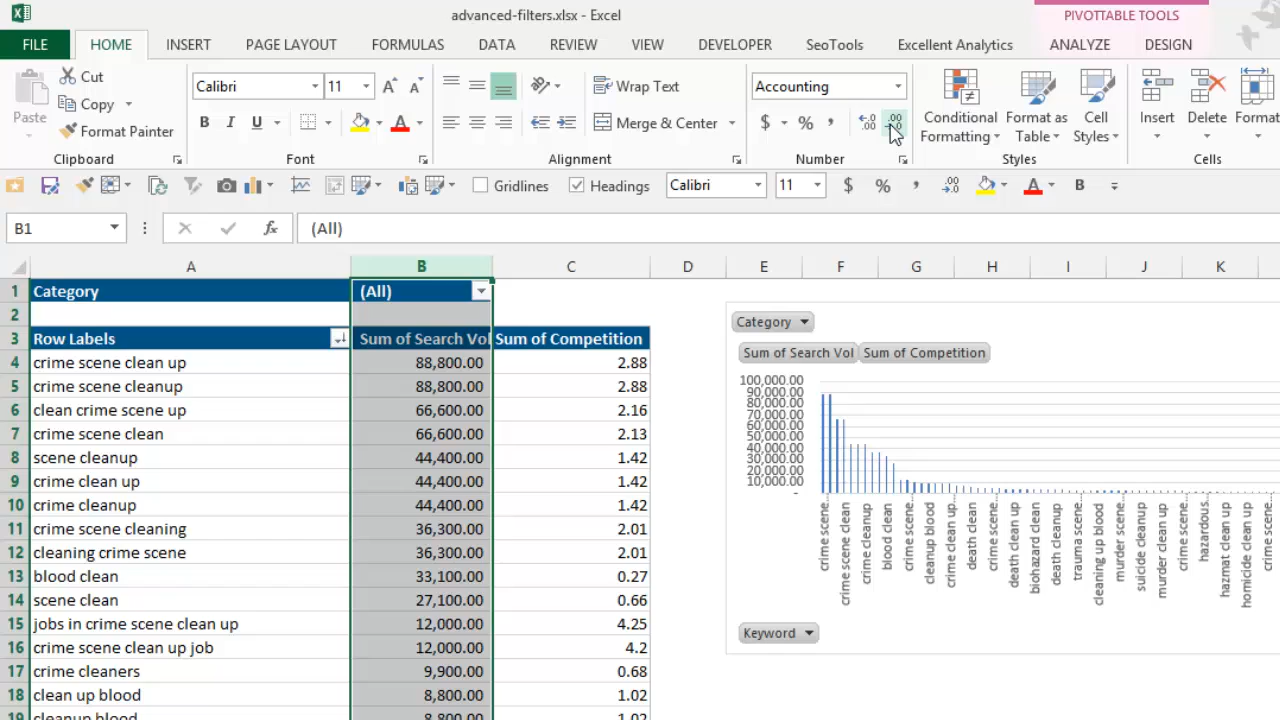 advanced-filters.xlsx - Excel
PIVOTTABLE TOOLS
FILE HOME INSERT PAGE LAYOUT FORMULAS DATA REVIEW VIEW DEVELOPER SeoTools Excellent Analytics ANALYZE DESIGN
Paste
Cut
Copy
Format Painter
Clipboard
Calibri 11
B I U
Font
Wrap Text
Merge & Center
Alignment
Accounting
$ % ,
Number
Conditional Formatting
Format as Table
Cell Styles
Styles
Insert
Delete
Format
Cells
Gridlines Headings Calibri 11 $ % , A B
B1 fx (All)
A B C D E F G H I J K
1 Category (All)
2
3 Row Labels Sum of Search Vol Sum of Competition
4 crime scene clean up 88,800.00 2.88
5 crime scene cleanup 88,800.00 2.88
6 clean crime scene up 66,600.00 2.16
7 crime scene clean 66,600.00 2.13
8 scene cleanup 44,400.00 1.42
9 crime clean up 44,400.00 1.42
10 crime cleanup 44,400.00 1.42
11 crime scene cleaning 36,300.00 2.01
12 cleaning crime scene 36,300.00 2.01
13 blood clean 33,100.00 0.27
14 scene clean 27,100.00 0.66
15 jobs in crime scene clean up 12,000.00 4.25
16 crime scene clean up job 12,000.00 4.2
17 crime cleaners 9,900.00 0.68
18 clean up blood 8,800.00 1.02
19 cleanup blood 8,800.00 1.02
Category
Sum of Search Vol Sum of Competition
100,000.00
90,000.00
80,000.00
70,000.00
60,000.00
50,000.00
40,000.00
30,000.00
20,000.00
10,000.00
-
crime scene...
crime scene clean
crime cleanup
blood clean
crime scene...
cleanup blood
crime clean up...
death clean
crime scene...
death clean up
biohazard clean
death cleanup
trauma scene...
cleaning up blood
murder scene...
suicide cleanup
murder clean up
crime scene...
hazardous...
hazmat clean up
homicide clean up
crime scene...
Keyword